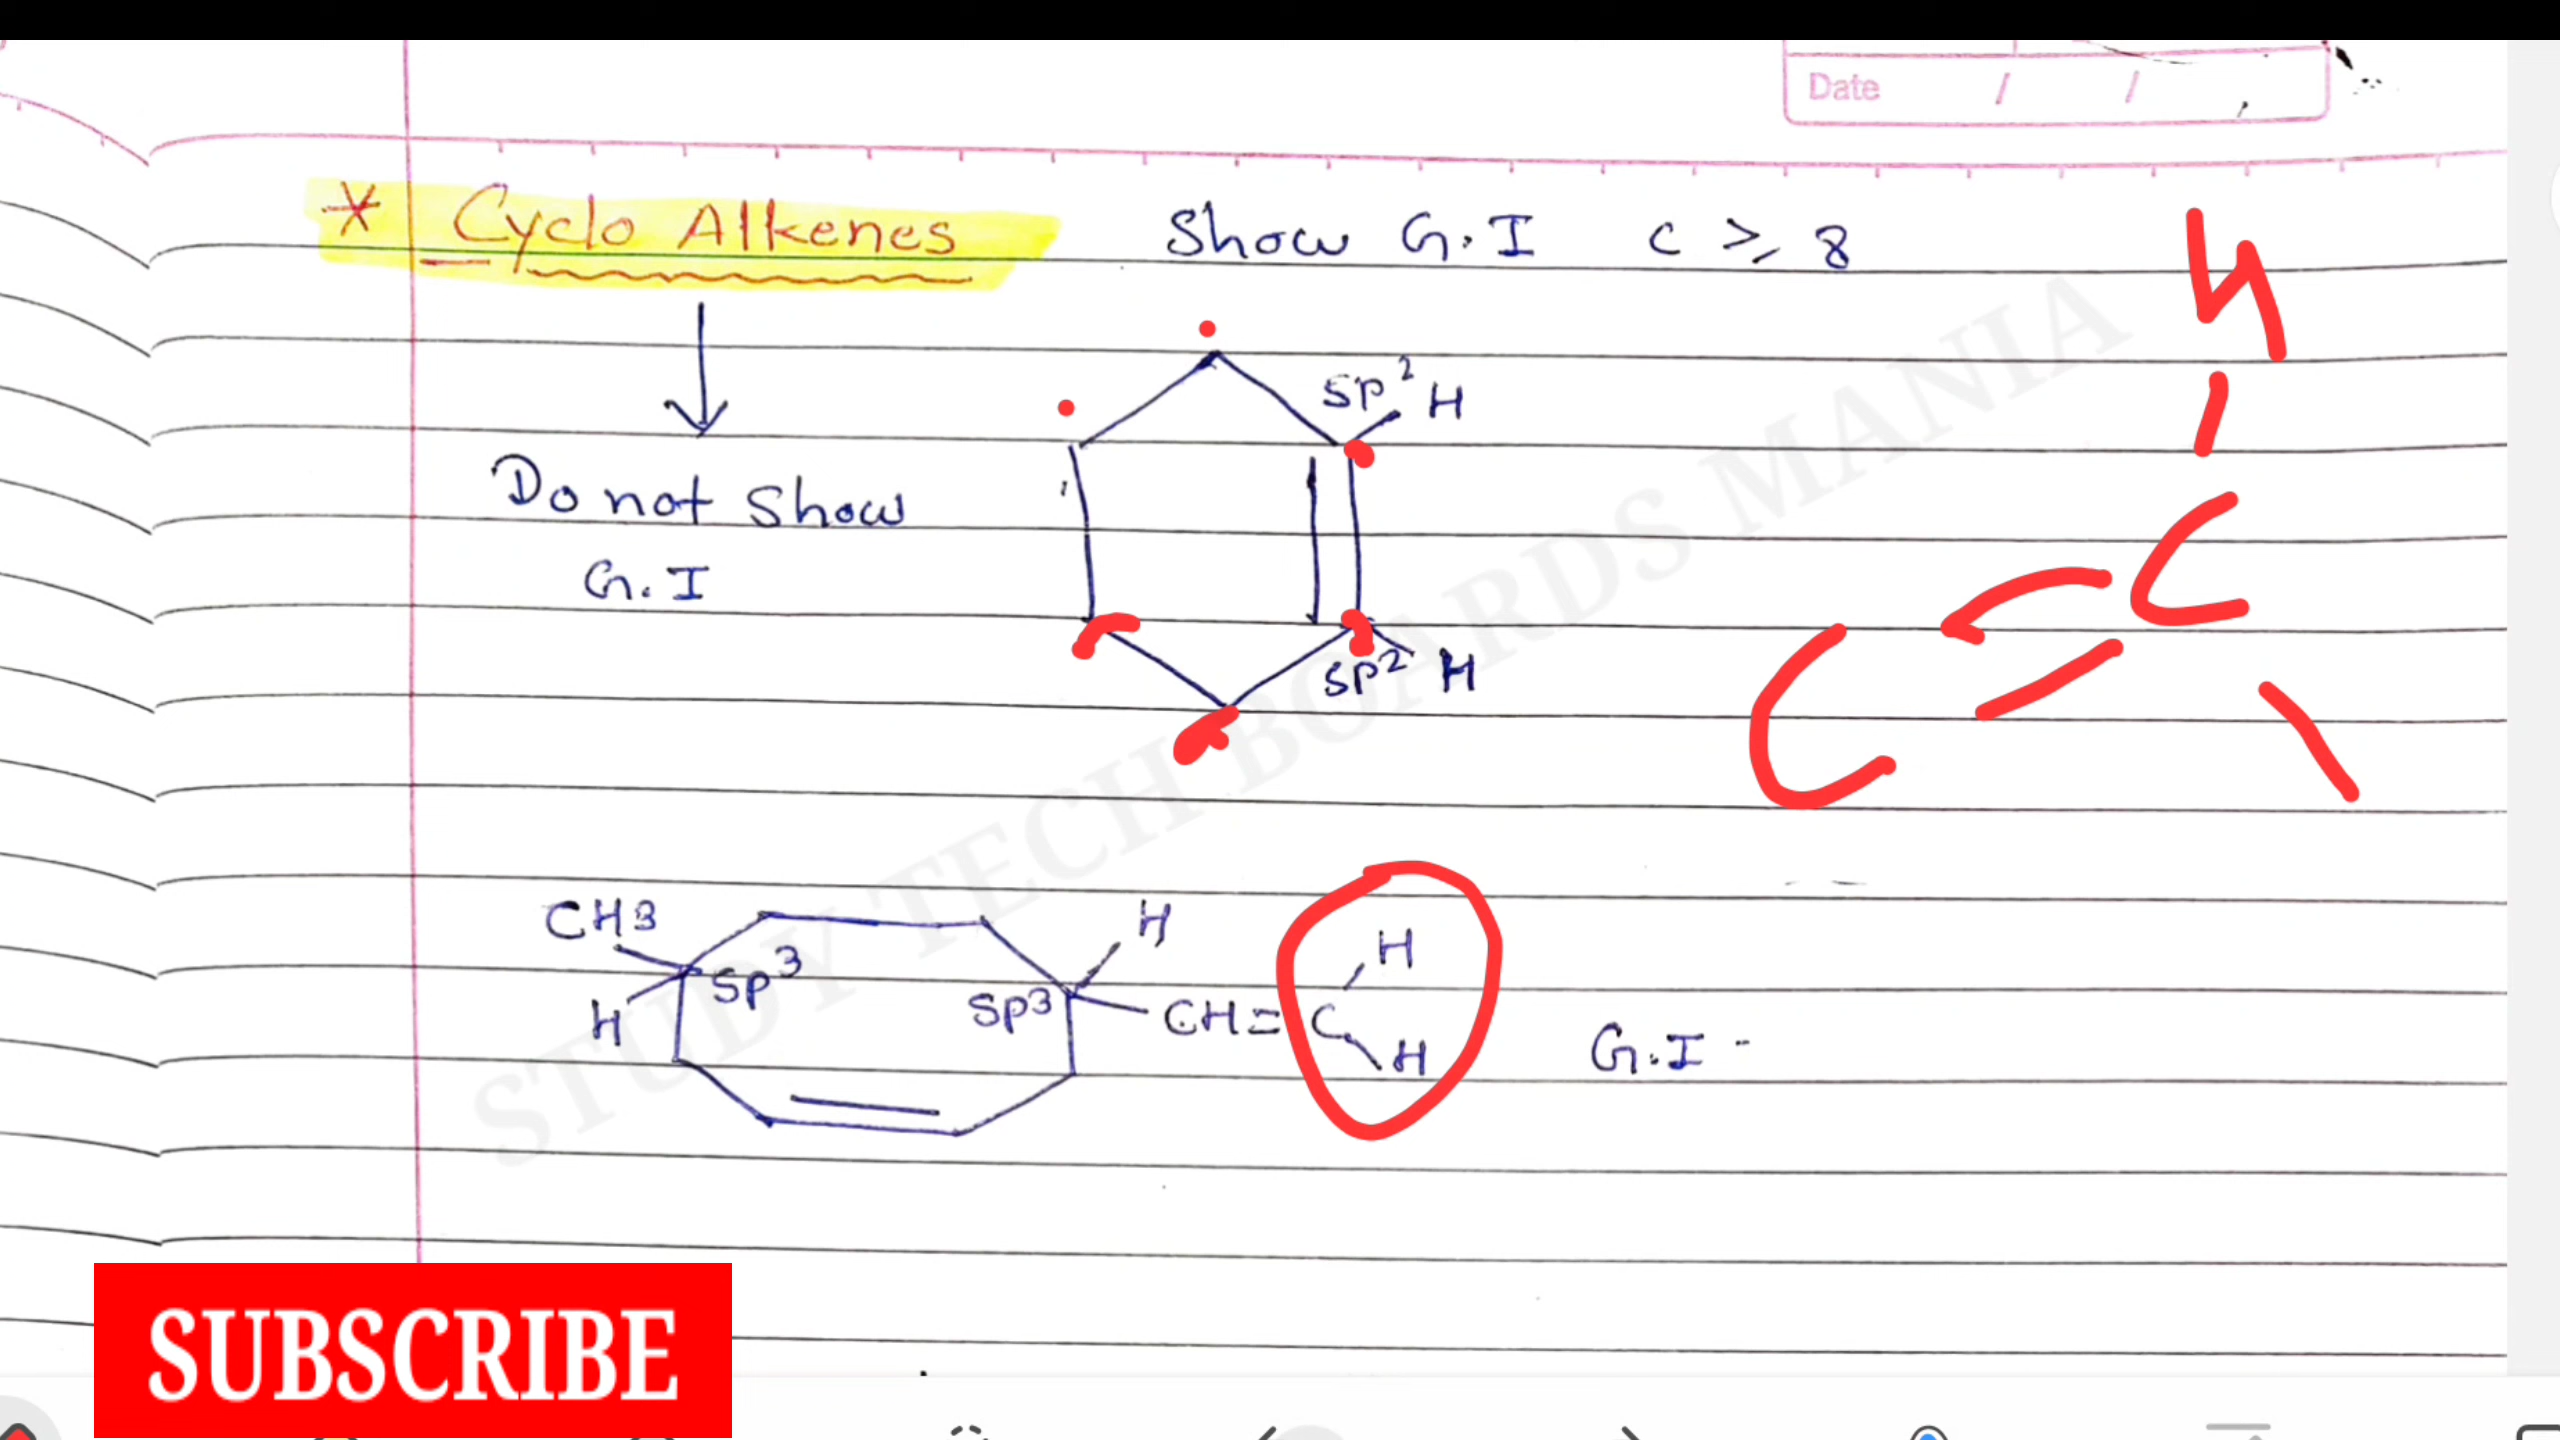 Date / /
* Cyclo Alkenes Show G.I C ≥ 8
Do not Show
G.I
SP² H
SP² H
H
C = C
CH3
H
SP³
SP3
H
CH = C
H
H
G.I -
STUDY TECH BOARDS MANIA
SUBSCRIBE